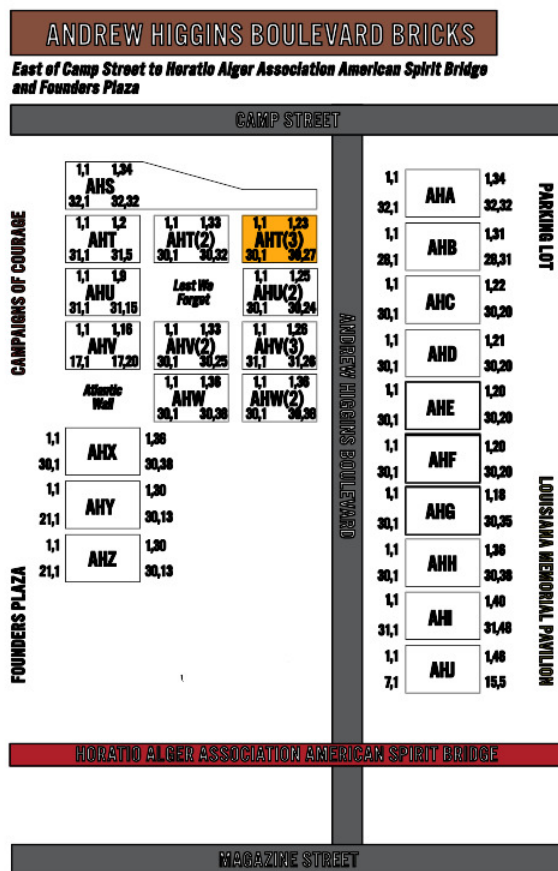 ANDREW HIGGINS BOULEVARD BRICKS
East of Camp Street to Horatio Alger Association American Spirit Bridge
and Founders Plaza
CAMP STREET
1,1 1,34
AHS
32,1 32,32
1,1 1,2
AHT
31,1 31,5
1,1 1,33
AHT(2)
30,1 30,32
1,1 1,23
AHT(3)
30,1 30,27
1,1 1,9
AHU
31,1 31,15
Lest We
Forget
1,1 1,25
AHU(2)
30,1 30,24
1,1 1,16
AHV
17,1 17,20
1,1 1,33
AHV(2)
30,1 30,25
1,1 1,26
AHV(3)
31,1 31,26
Atlantic
Wall
1,1 1,36
AHW
30,1 30,38
1,1 1,36
AHW(2)
30,1 30,38
1,1 1,36
AHX
30,1 30,38
1,1 1,30
AHY
21,1 30,13
1,1 1,30
AHZ
21,1 30,13
CAMPAIGNS OF COURAGE
FOUNDERS PLAZA
ANDREW HIGGINS BOULEVARD
1,1 1,34
AHA
32,1 32,32
1,1 1,31
AHB
28,1 28,31
1,1 1,22
AHC
30,1 30,20
1,1 1,21
AHD
30,1 30,20
1,1 1,20
AHE
30,1 30,20
1,1 1,20
AHF
30,1 30,20
1,1 1,18
AHG
30,1 30,35
1,1 1,36
AHH
30,1 30,38
1,1 1,40
AHI
31,1 31,48
1,1 1,48
AHJ
7,1 15,5
PARKING LOT
LOUISIANA MEMORIAL PAVILION
HORATIO ALGER ASSOCIATION AMERICAN SPIRIT BRIDGE
MAGAZINE STREET